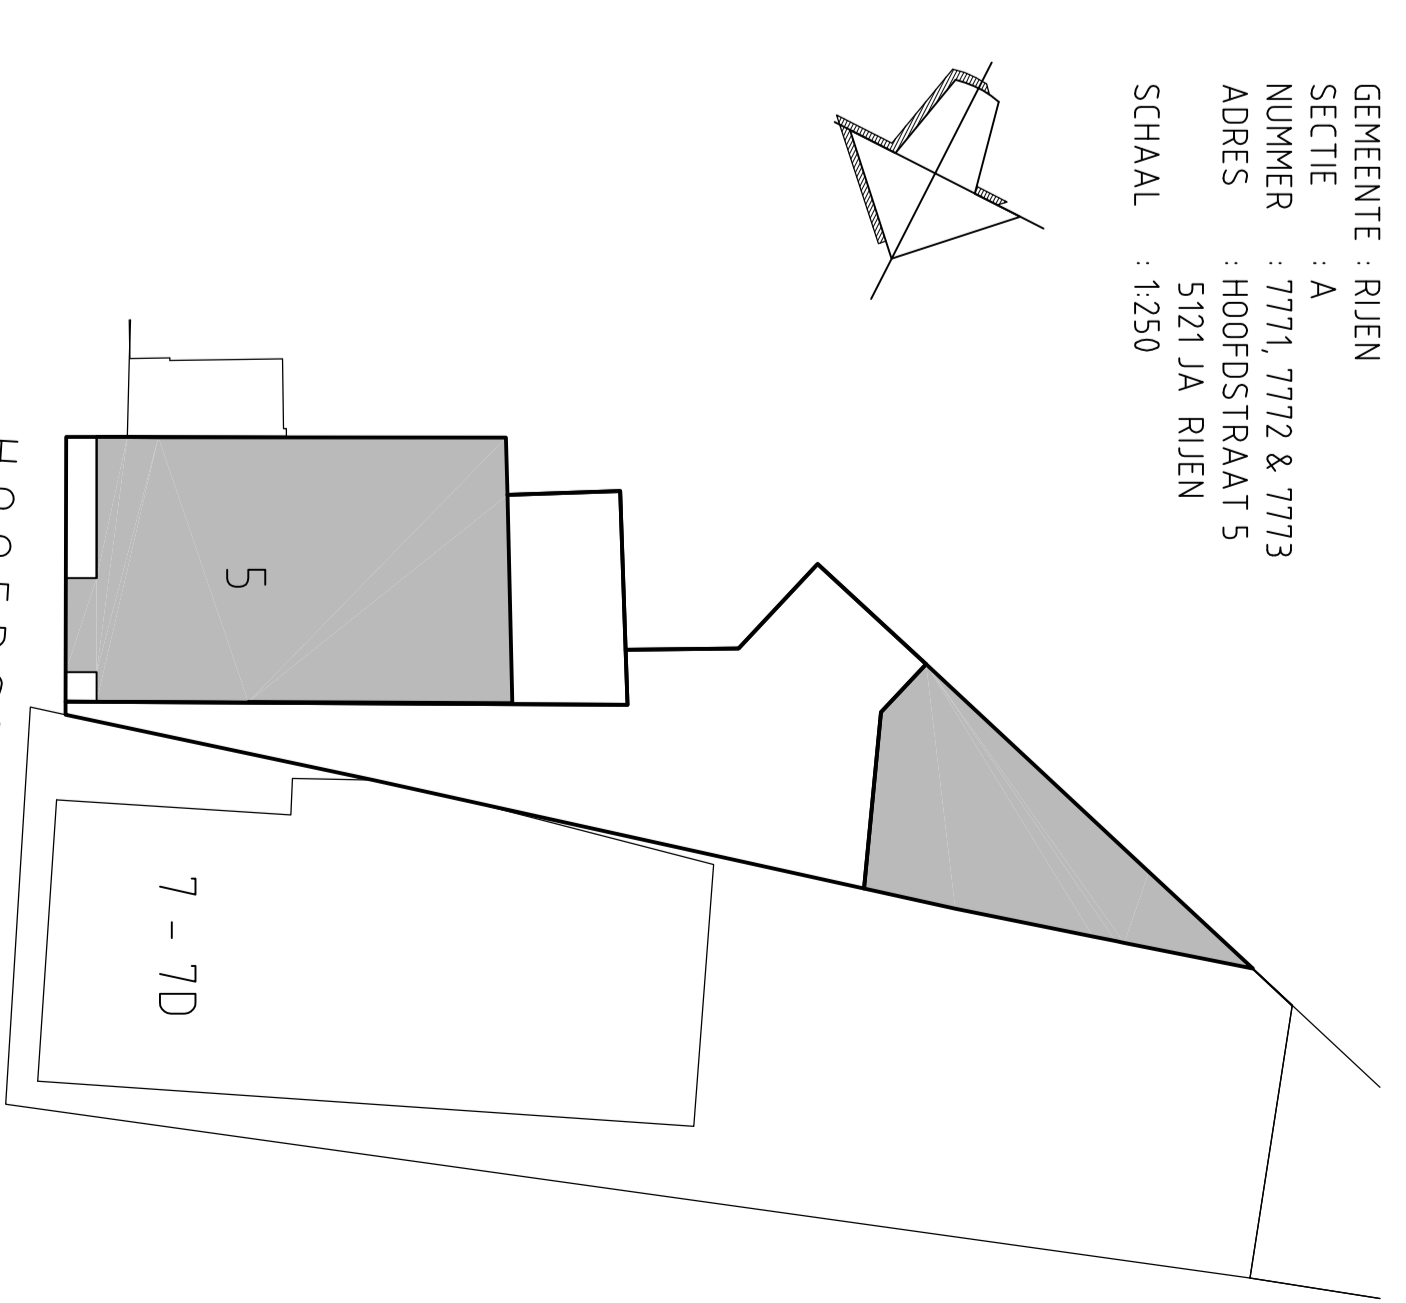 GEMEENTE : RIJEN
SECTIE : A
NUMMER : 7771, 7772 & 7773
ADRES : HOOFDSTRAAT 5
5121 JA RIJEN
SCHAAL : 1:250
5
7 - 7D